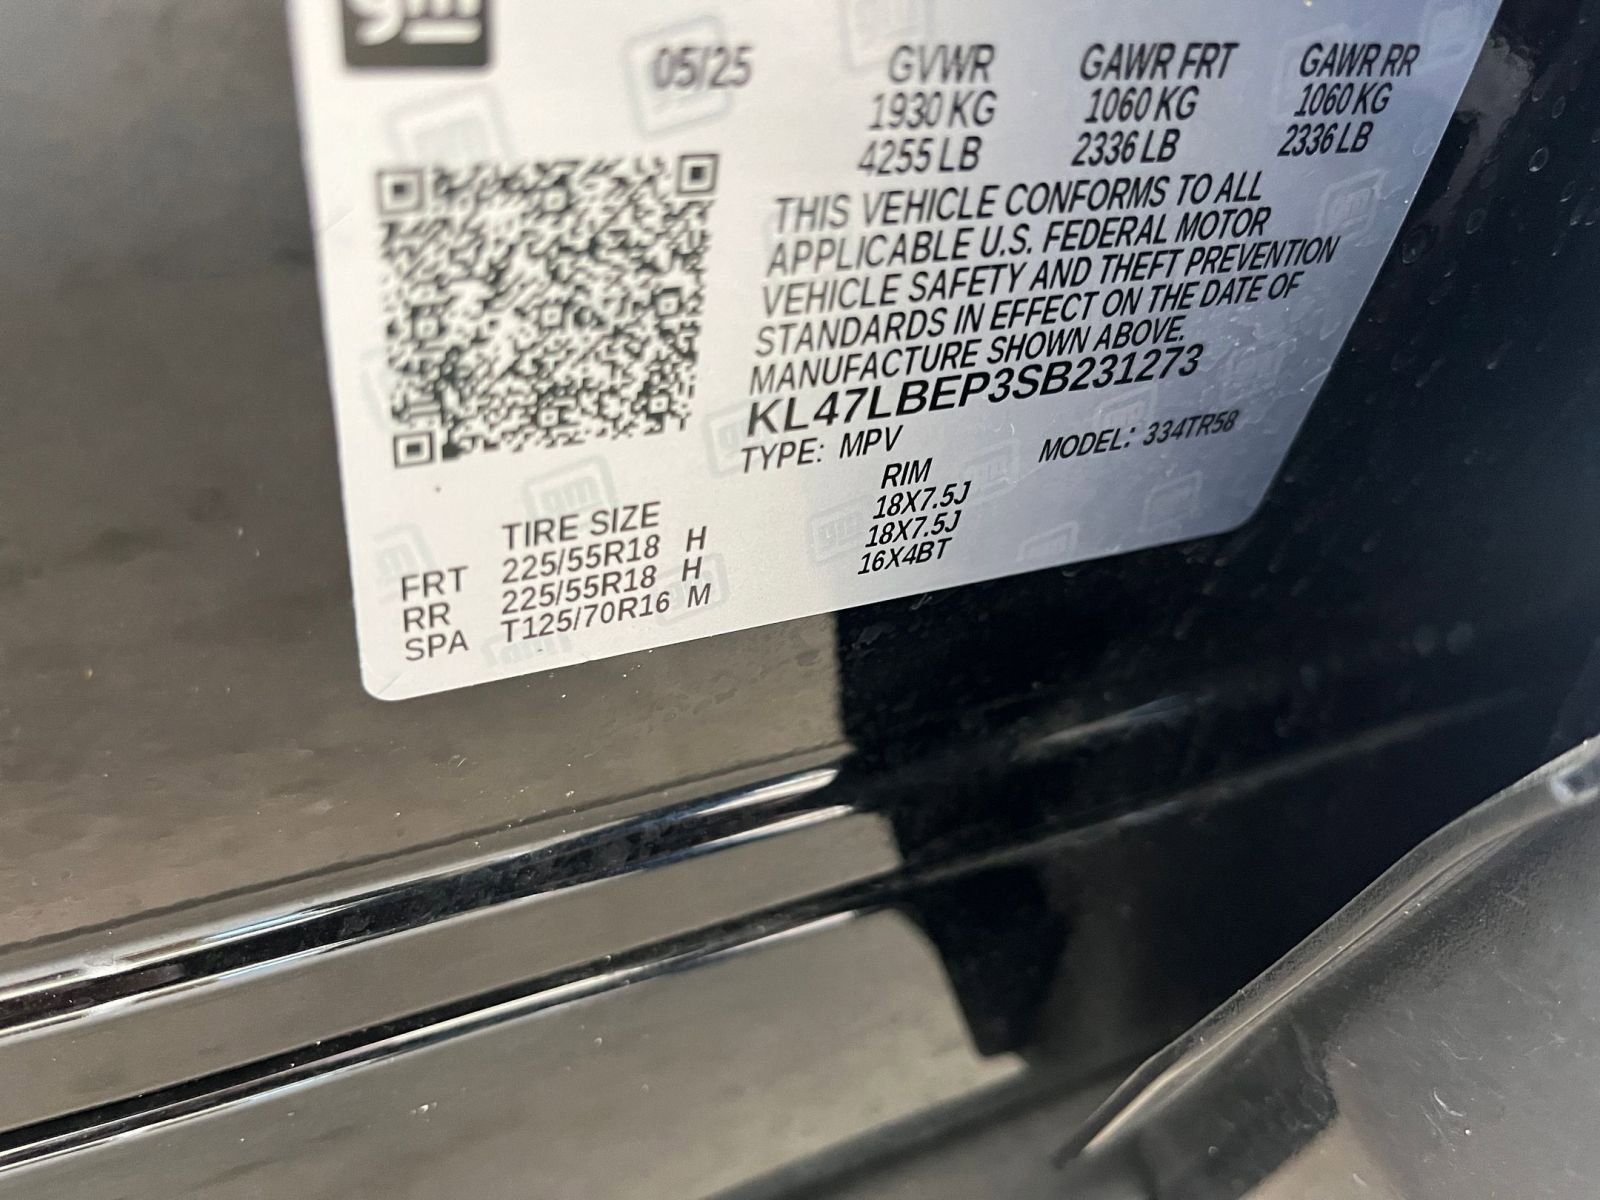 gm
05/25 GVWR GAWR FRT GAWR RR
1930 KG 1060 KG 1060 KG
4255 LB 2336 LB 2336 LB
THIS VEHICLE CONFORMS TO ALL
APPLICABLE U.S. FEDERAL MOTOR
VEHICLE SAFETY AND THEFT PREVENTION
STANDARDS IN EFFECT ON THE DATE OF
MANUFACTURE SHOWN ABOVE.
KL47LBEP3SB231273
TYPE: MPV MODEL: 334TR58
TIRE SIZE RIM
FRT 225/55R18 H 18X7.5J
RR 225/55R18 H 18X7.5J
SPA T125/70R16 M 16X4BT